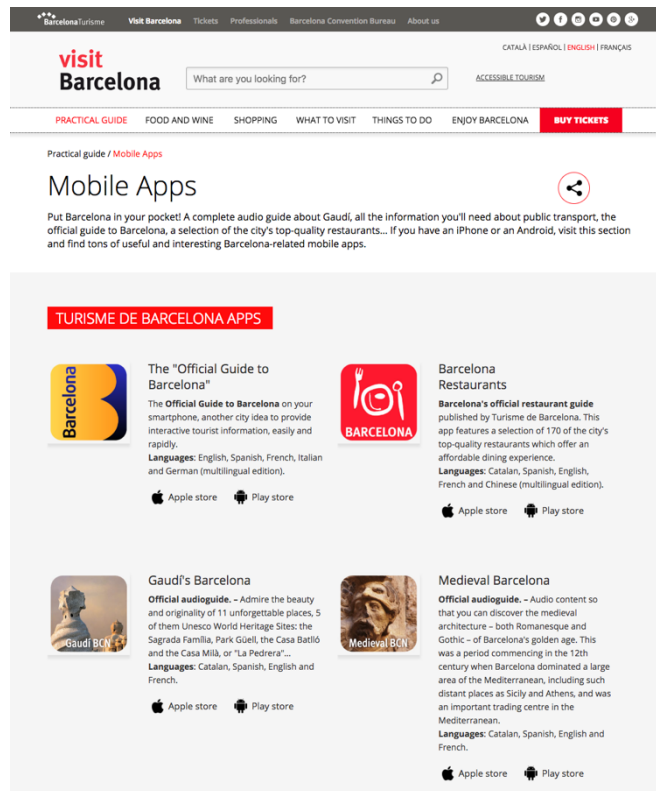 BarcelonaTurisme Visit Barcelona Tickets Professionals Barcelona Convention Bureau About us
CATALÀ | ESPAÑOL | ENGLISH | FRANÇAIS
visit
Barcelona
What are you looking for?
ACCESSIBLE TOURISM
PRACTICAL GUIDE FOOD AND WINE SHOPPING WHAT TO VISIT THINGS TO DO ENJOY BARCELONA BUY TICKETS
Practical guide / Mobile Apps
Mobile Apps
Put Barcelona in your pocket! A complete audio guide about Gaudí, all the information you'll need about public transport, the
official guide to Barcelona, a selection of the city's top-quality restaurants... If you have an iPhone or an Android, visit this section
and find tons of useful and interesting Barcelona-related mobile apps.
TURISME DE BARCELONA APPS
Barcelona B
The "Official Guide to
Barcelona"
The Official Guide to Barcelona on your
smartphone, another city idea to provide
interactive tourist information, easily and
rapidly.
Languages: English, Spanish, French, Italian
and German (multilingual edition).
Apple store Play store
BARCELONA
Barcelona
Restaurants
Barcelona's official restaurant guide
published by Turisme de Barcelona. This
app features a selection of 170 of the city's
top-quality restaurants which offer an
affordable dining experience.
Languages: Catalan, Spanish, English,
French and Chinese (multilingual edition).
Apple store Play store
Gaudí BCN
Gaudí's Barcelona
Official audioguide. – Admire the beauty
and originality of 11 unforgettable places, 5
of them Unesco World Heritage Sites: the
Sagrada Família, Park Güell, the Casa Batlló
and the Casa Milà, or "La Pedrera"...
Languages: Catalan, Spanish, English and
French.
Apple store Play store
Medieval BCN
Medieval Barcelona
Official audioguide. – Audio content so
that you can discover the medieval
architecture – both Romanesque and
Gothic – of Barcelona's golden age. This
was a period commencing in the 12th
century when Barcelona dominated a large
area of the Mediterranean, including such
distant places as Sicily and Athens, and was
an important trading centre in the
Mediterranean.
Languages: Catalan, Spanish, English and
French.
Apple store Play store